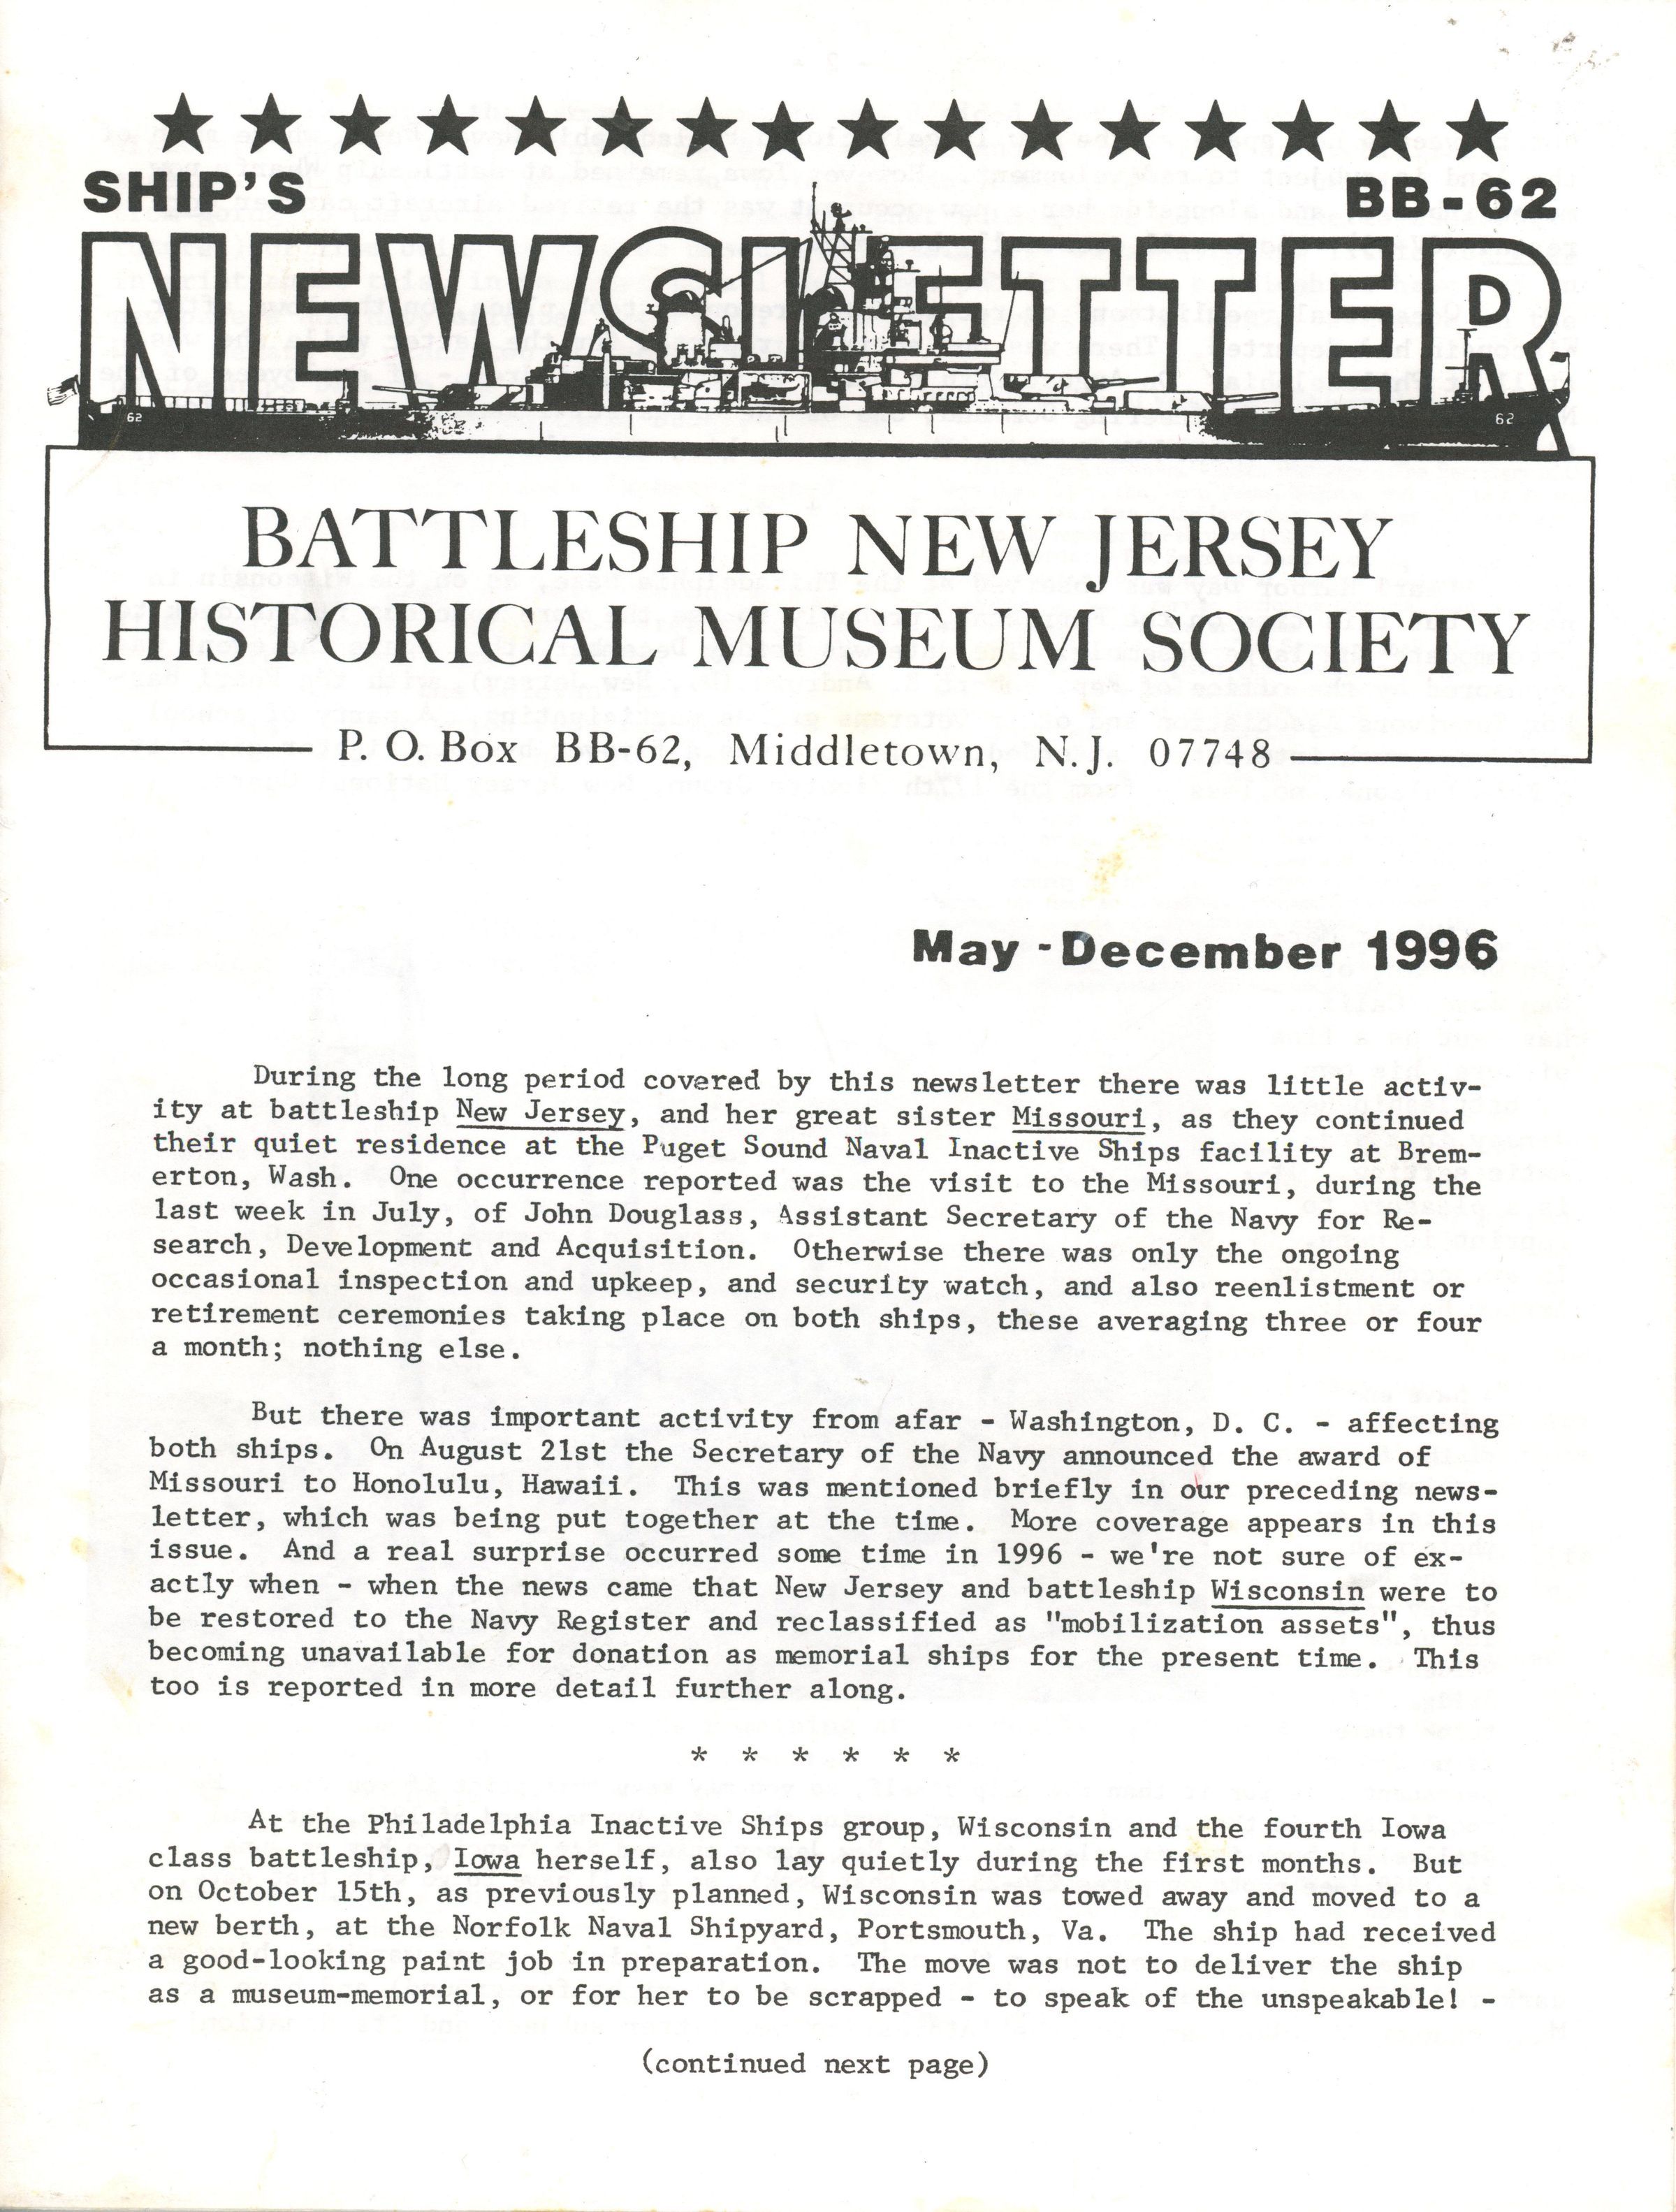 SHIP'S BB-62
NEWSLETTER
62 62
BATTLESHIP NEW JERSEY
HISTORICAL MUSEUM SOCIETY
P. O. Box BB-62, Middletown, N. J. 07748
May - December 1996
During the long period covered by this newsletter there was little activ-
ity at battleship New Jersey, and her great sister Missouri, as they continued
their quiet residence at the Puget Sound Naval Inactive Ships facility at Brem-
erton, Wash. One occurrence reported was the visit to the Missouri, during the
last week in July, of John Douglass, Assistant Secretary of the Navy for Re-
search, Development and Acquisition. Otherwise there was only the ongoing
occasional inspection and upkeep, and security watch, and also reenlistment or
retirement ceremonies taking place on both ships, these averaging three or four
a month; nothing else.
But there was important activity from afar - Washington, D. C. - affecting
both ships. On August 21st the Secretary of the Navy announced the award of
Missouri to Honolulu, Hawaii. This was mentioned briefly in our preceding news-
letter, which was being put together at the time. More coverage appears in this
issue. And a real surprise occurred some time in 1996 - we're not sure of ex-
actly when - when the news came that New Jersey and battleship Wisconsin were to
be restored to the Navy Register and reclassified as "mobilization assets", thus
becoming unavailable for donation as memorial ships for the present time. This
too is reported in more detail further along.
* * * * * *
At the Philadelphia Inactive Ships group, Wisconsin and the fourth Iowa
class battleship, Iowa herself, also lay quietly during the first months. But
on October 15th, as previously planned, Wisconsin was towed away and moved to a
new berth, at the Norfolk Naval Shipyard, Portsmouth, Va. The ship had received
a good-looking paint job in preparation. The move was not to deliver the ship
as a museum-memorial, or for her to be scrapped - to speak of the unspeakable! -
(continued next page)